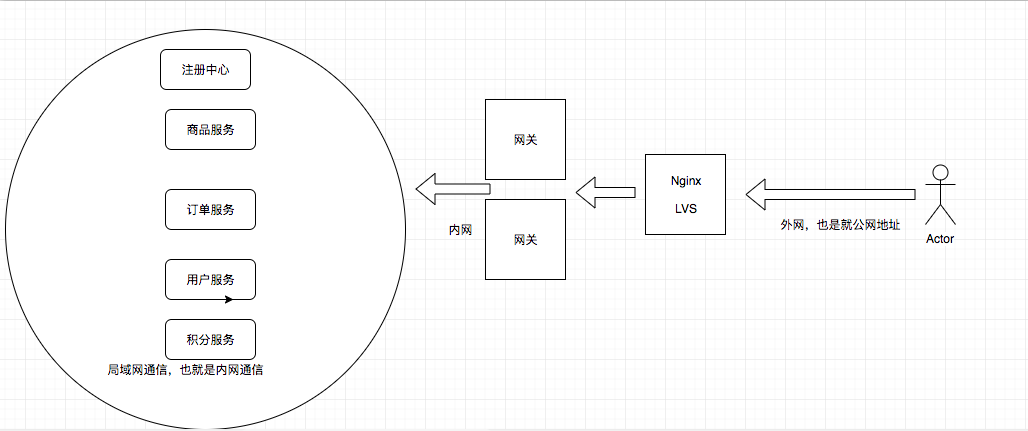 注册中心
商品服务
订单服务
用户服务
积分服务
局域网通信，也就是内网通信
网关
网关
内网
Nginx
LVS
外网，也是就公网地址
Actor